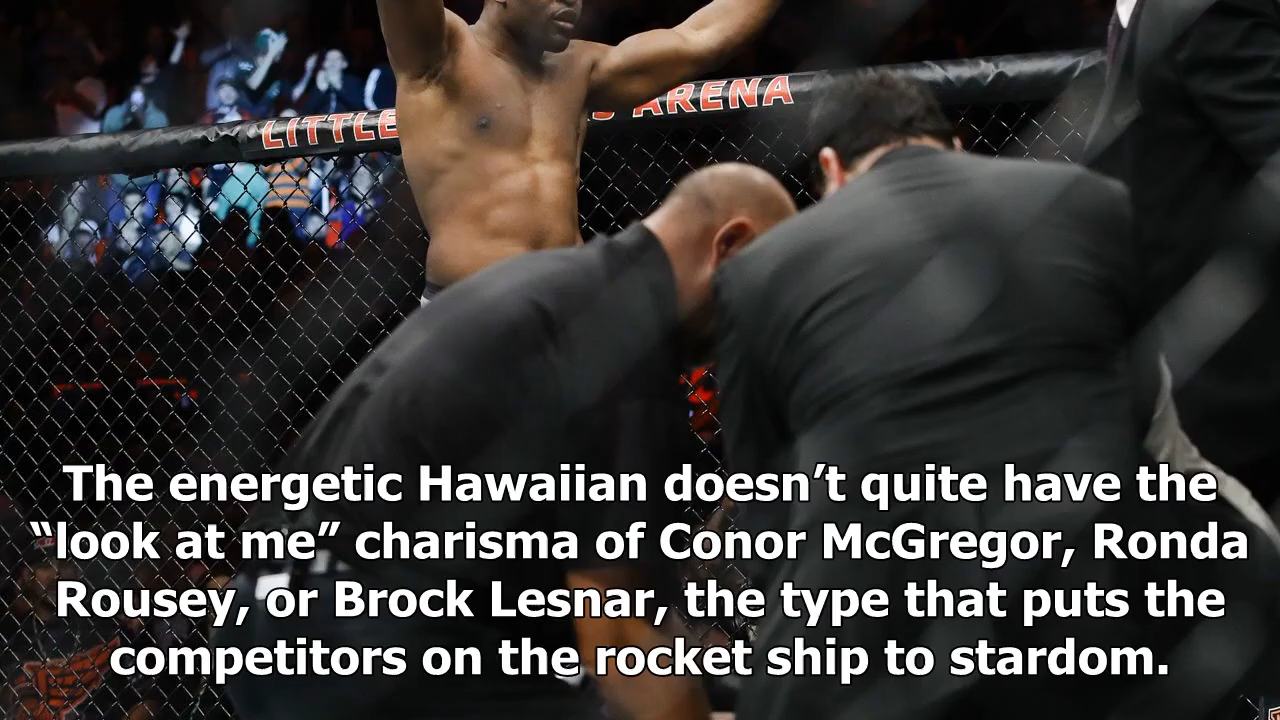 LITTLE S ARENA
The energetic Hawaiian doesn’t quite have the
“look at me” charisma of Conor McGregor, Ronda
Rousey, or Brock Lesnar, the type that puts the
competitors on the rocket ship to stardom.